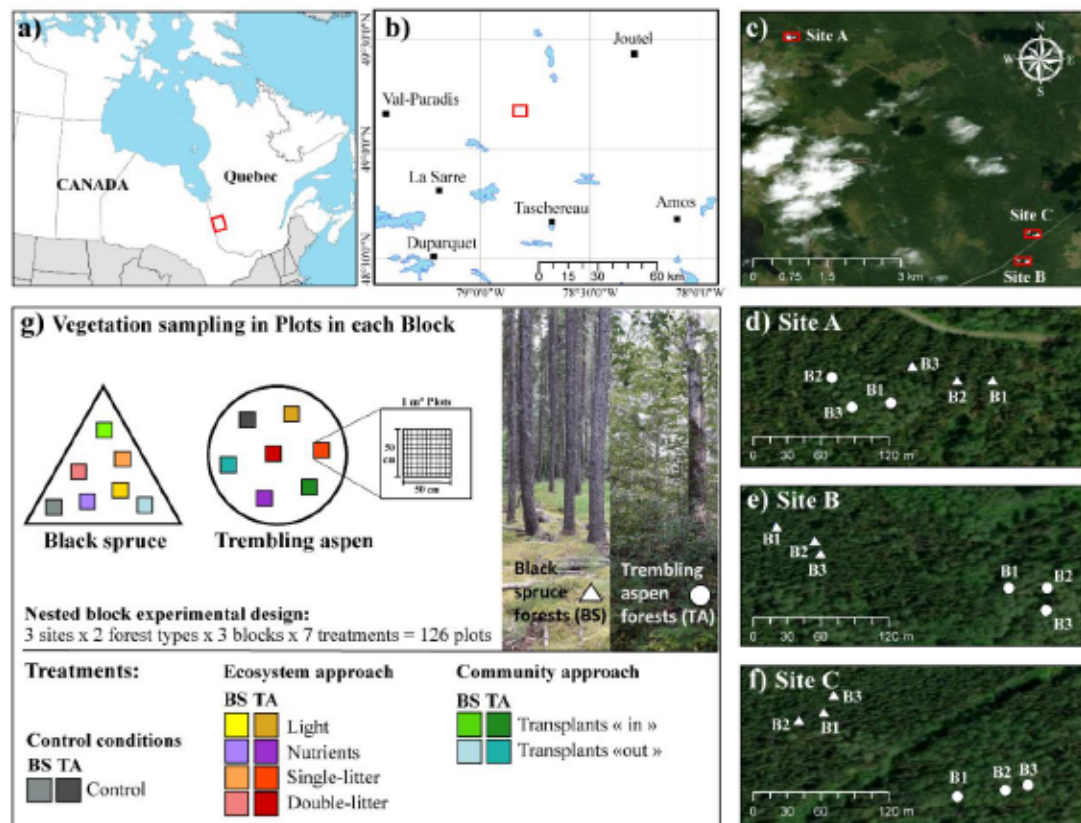 a)
CANADA
Quebec
b)
Joutel
Val-Paradis
La Sarre
Taschereau
Amos
Duparquet
49°0'0"N
0 15 30 60 km
79°0'0"W 78°30'0"W 78°0'0"W
c)
Site A
N
W E
S
Site C
Site B
0 0.75 1.5 3 km
g) Vegetation sampling in Plots in each Block
1 m² Plots
50
cm
50 cm
Black spruce
Trembling aspen
Black
spruce
forests (BS)
Trembling
aspen
forests (TA)
Nested block experimental design:
3 sites x 2 forest types x 3 blocks x 7 treatments = 126 plots
Treatments:
Control conditions
BS TA
Control
Ecosystem approach
BS TA
Light
Nutrients
Single-litter
Double-litter
Community approach
BS TA
Transplants « in »
Transplants «out »
d) Site A
B3
B2
B1
B3
B2 B1
0 30 60 120 m
e) Site B
B1
B2
B3
B1 B2
B3
0 30 60 120 m
f) Site C
B3
B2 B1
B1 B2 B3
0 30 60 120 m